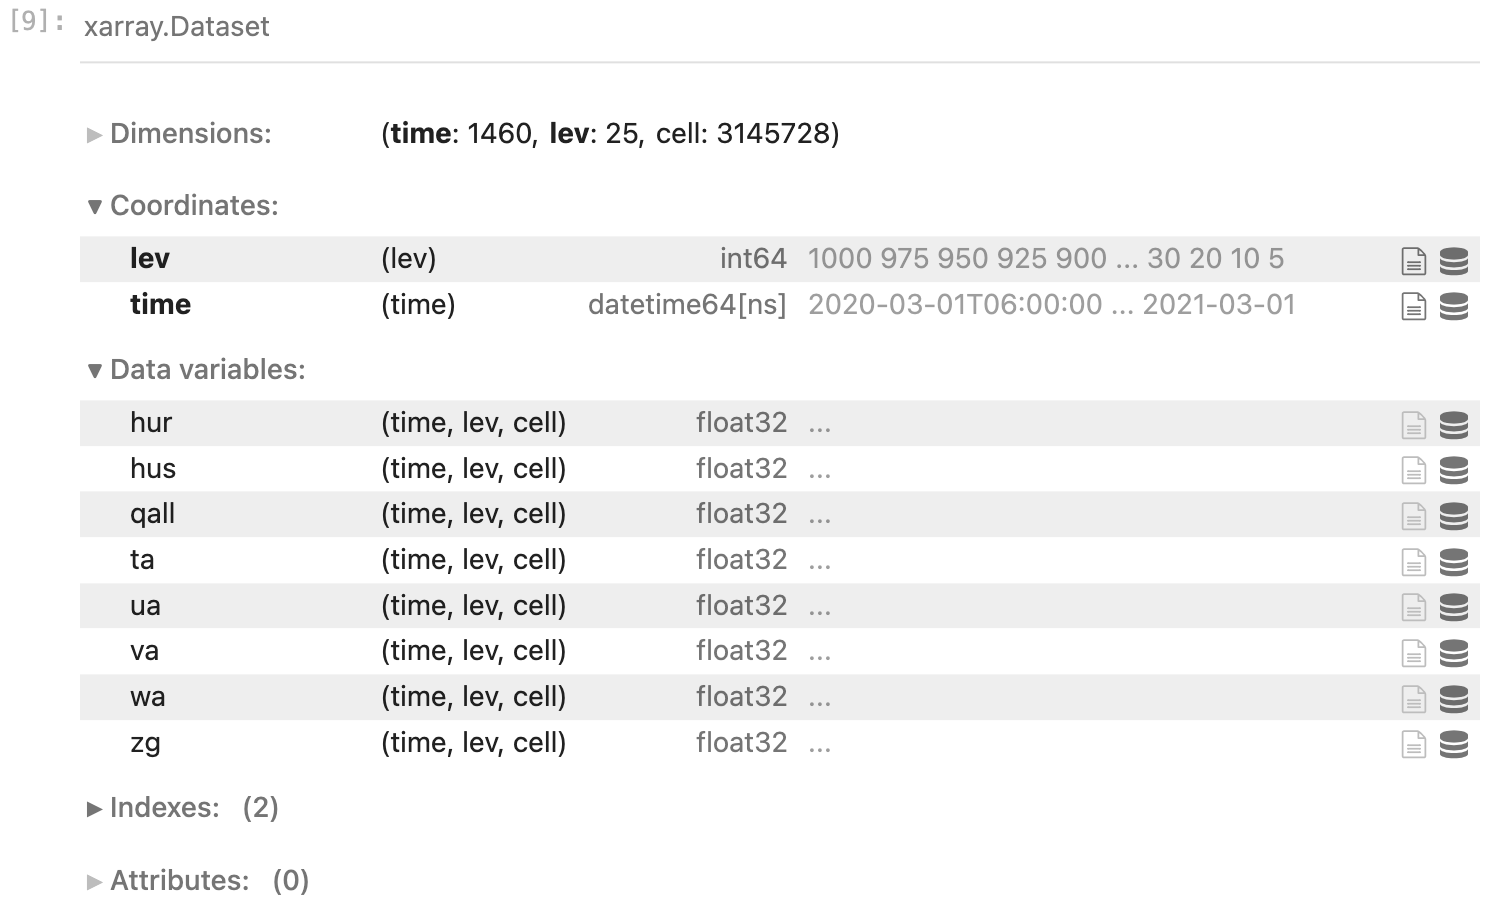 [9]: xarray.Dataset
▶ Dimensions: (time: 1460, lev: 25, cell: 3145728)
▼ Coordinates:
lev (lev) int64 1000 975 950 925 900 ... 30 20 10 5
time (time) datetime64[ns] 2020-03-01T06:00:00 ... 2021-03-01
▼ Data variables:
hur (time, lev, cell) float32 ...
hus (time, lev, cell) float32 ...
qall (time, lev, cell) float32 ...
ta (time, lev, cell) float32 ...
ua (time, lev, cell) float32 ...
va (time, lev, cell) float32 ...
wa (time, lev, cell) float32 ...
zg (time, lev, cell) float32 ...
▶ Indexes: (2)
▶ Attributes: (0)